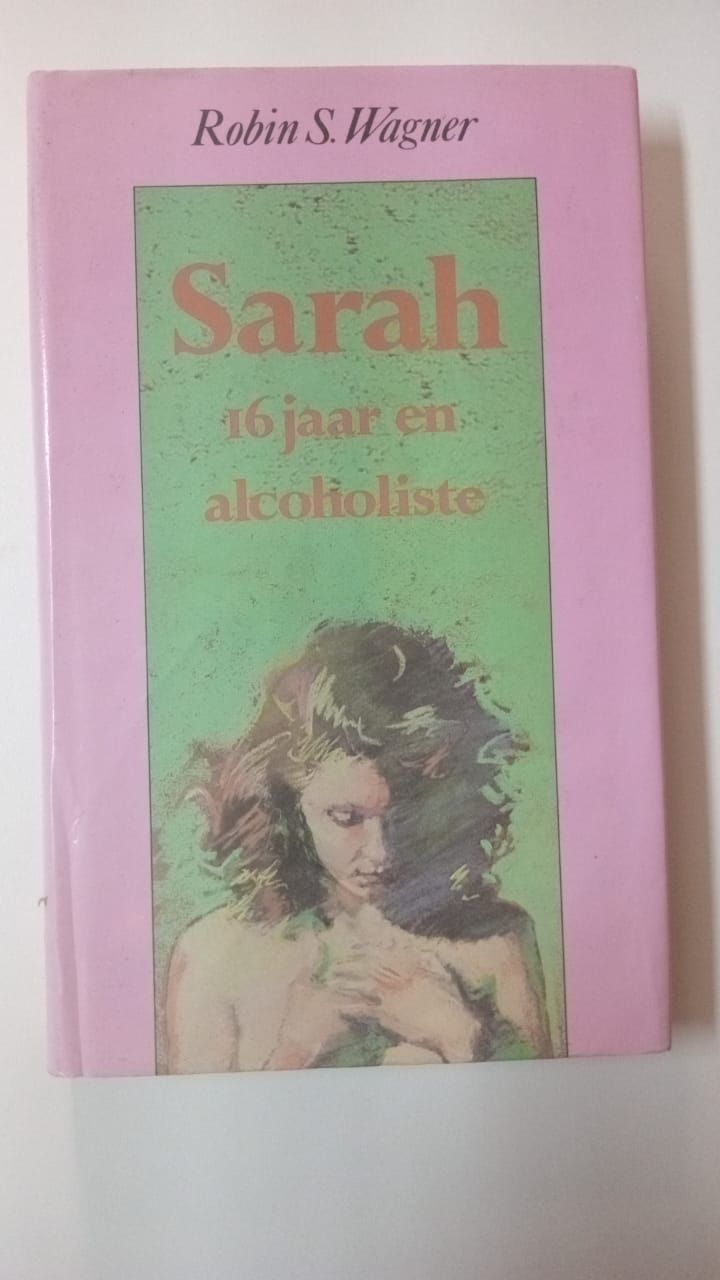 Robin S. Wagner
Sarah
16 jaar en
alcoholiste